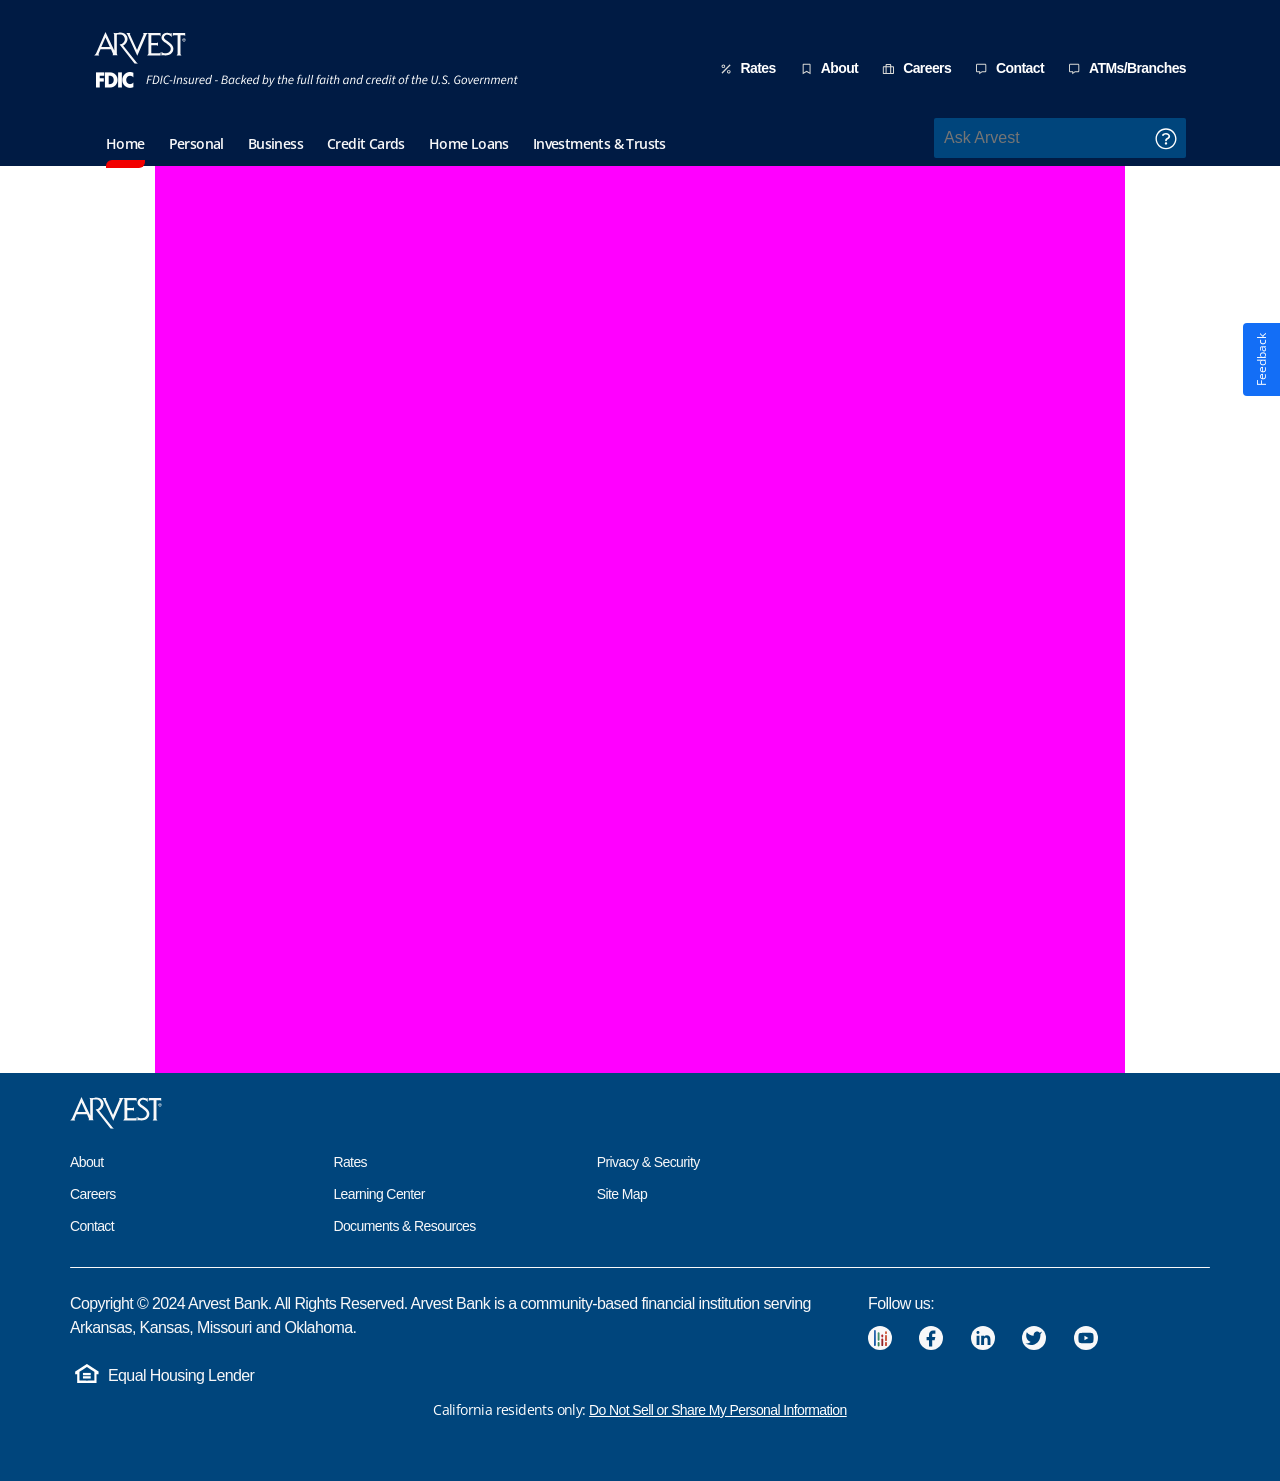 ARVEST®
FDIC FDIC-Insured - Backed by the full faith and credit of the U.S. Government
Rates About Careers Contact ATMs/Branches
Home Personal Business Credit Cards Home Loans Investments & Trusts
Ask Arvest
Feedback
ARVEST®
About Rates Privacy & Security
Careers Learning Center Site Map
Contact Documents & Resources
Copyright © 2024 Arvest Bank. All Rights Reserved. Arvest Bank is a community-based financial institution serving
Arkansas, Kansas, Missouri and Oklahoma.
Follow us:
Equal Housing Lender
California residents only: Do Not Sell or Share My Personal Information